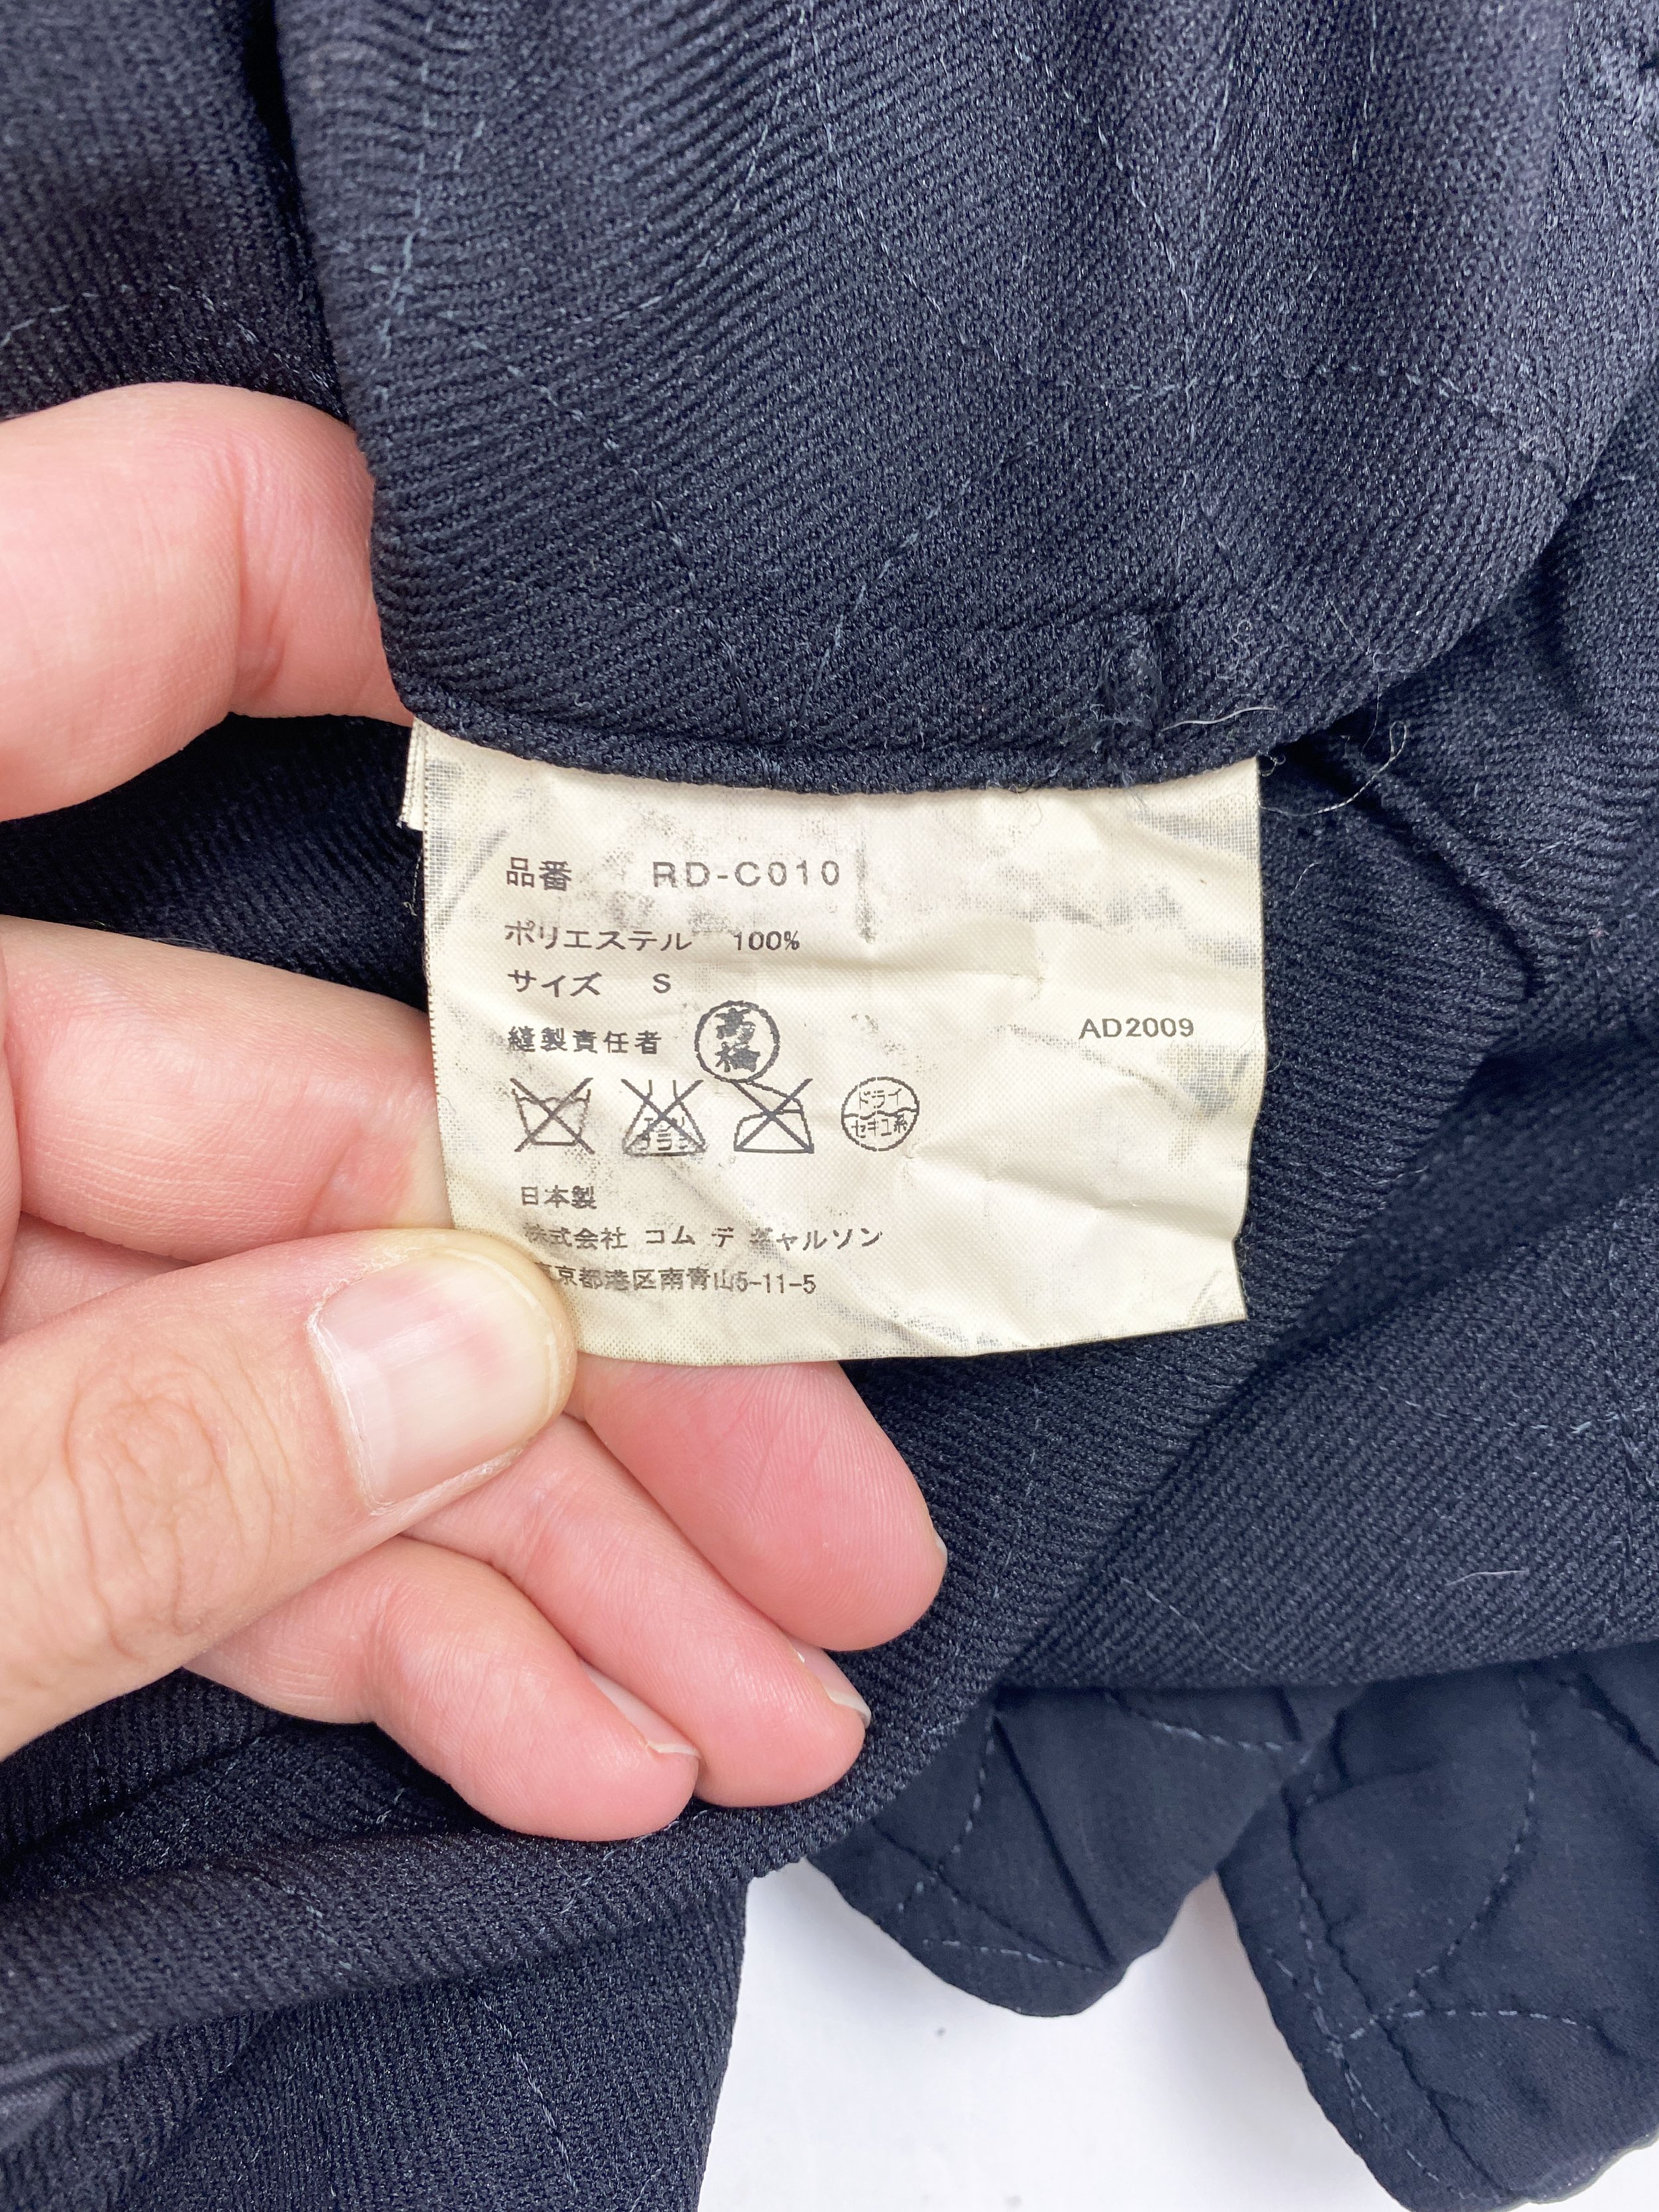 品番 RD-C010
ポリエステル 100%
サイズ S
縫製責任者 高橋
AD2009
ドライ
セキユ系
日本製
株式会社 コム デ ギャルソン
東京都港区南青山5-11-5